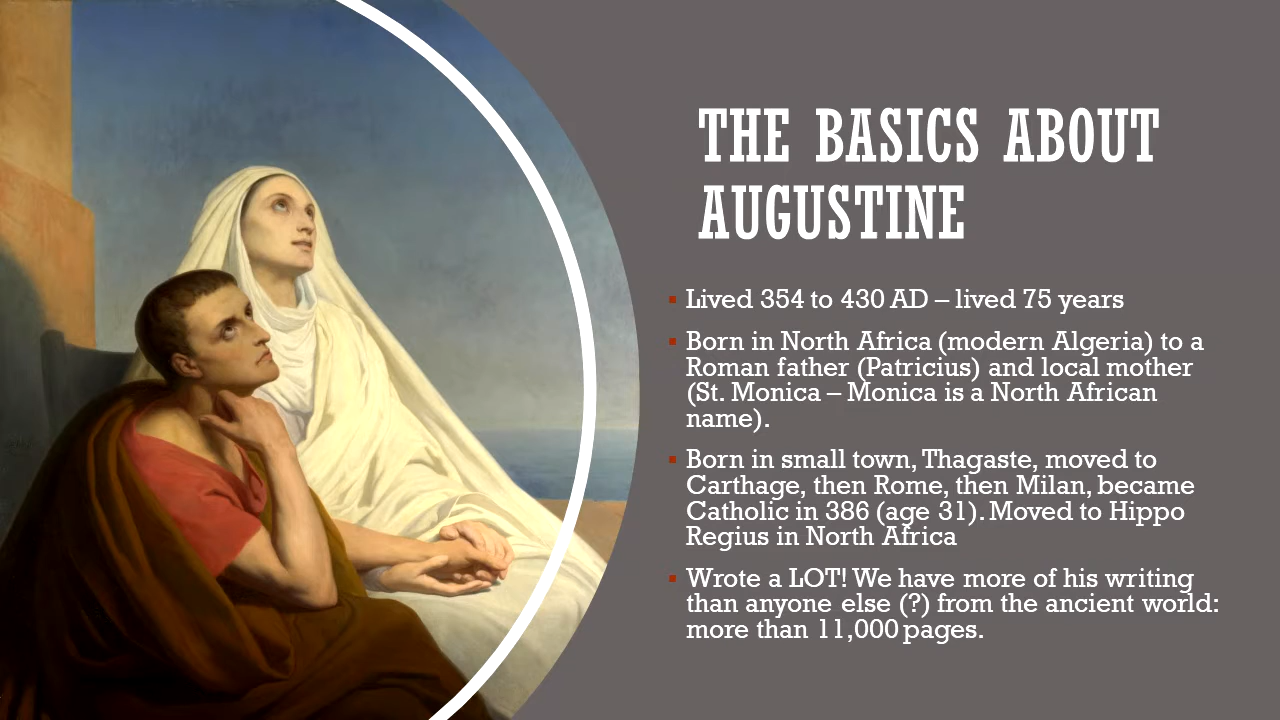 THE BASICS ABOUT
AUGUSTINE
▪ Lived 354 to 430 AD – lived 75 years
▪ Born in North Africa (modern Algeria) to a
Roman father (Patricius) and local mother
(St. Monica – Monica is a North African
name).
▪ Born in small town, Thagaste, moved to
Carthage, then Rome, then Milan, became
Catholic in 386 (age 31). Moved to Hippo
Regius in North Africa
▪ Wrote a LOT! We have more of his writing
than anyone else (?) from the ancient world:
more than 11,000 pages.